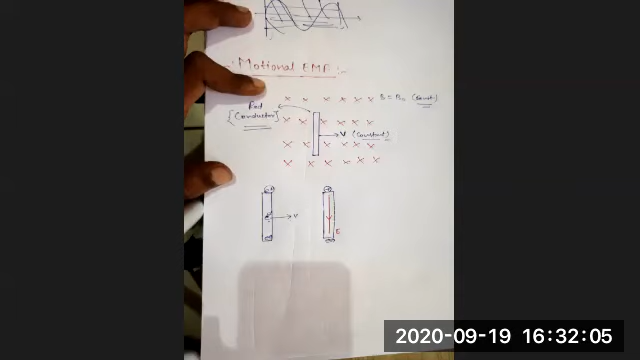 :- Motional EMF :-
B = B₀ (Const.)
Rod
{Conductor}
V (Constant)
V
E
2020-09-19 16:32:05